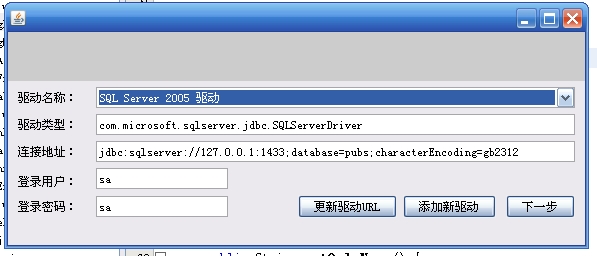 驱动名称： SQL Server 2005 驱动
驱动类型： com.microsoft.sqlserver.jdbc.SQLServerDriver
连接地址： jdbc:sqlserver://127.0.0.1:1433;database=pubs;characterEncoding=gb2312
登录用户： sa
登录密码： sa
更新驱动URL 添加新驱动 下一步